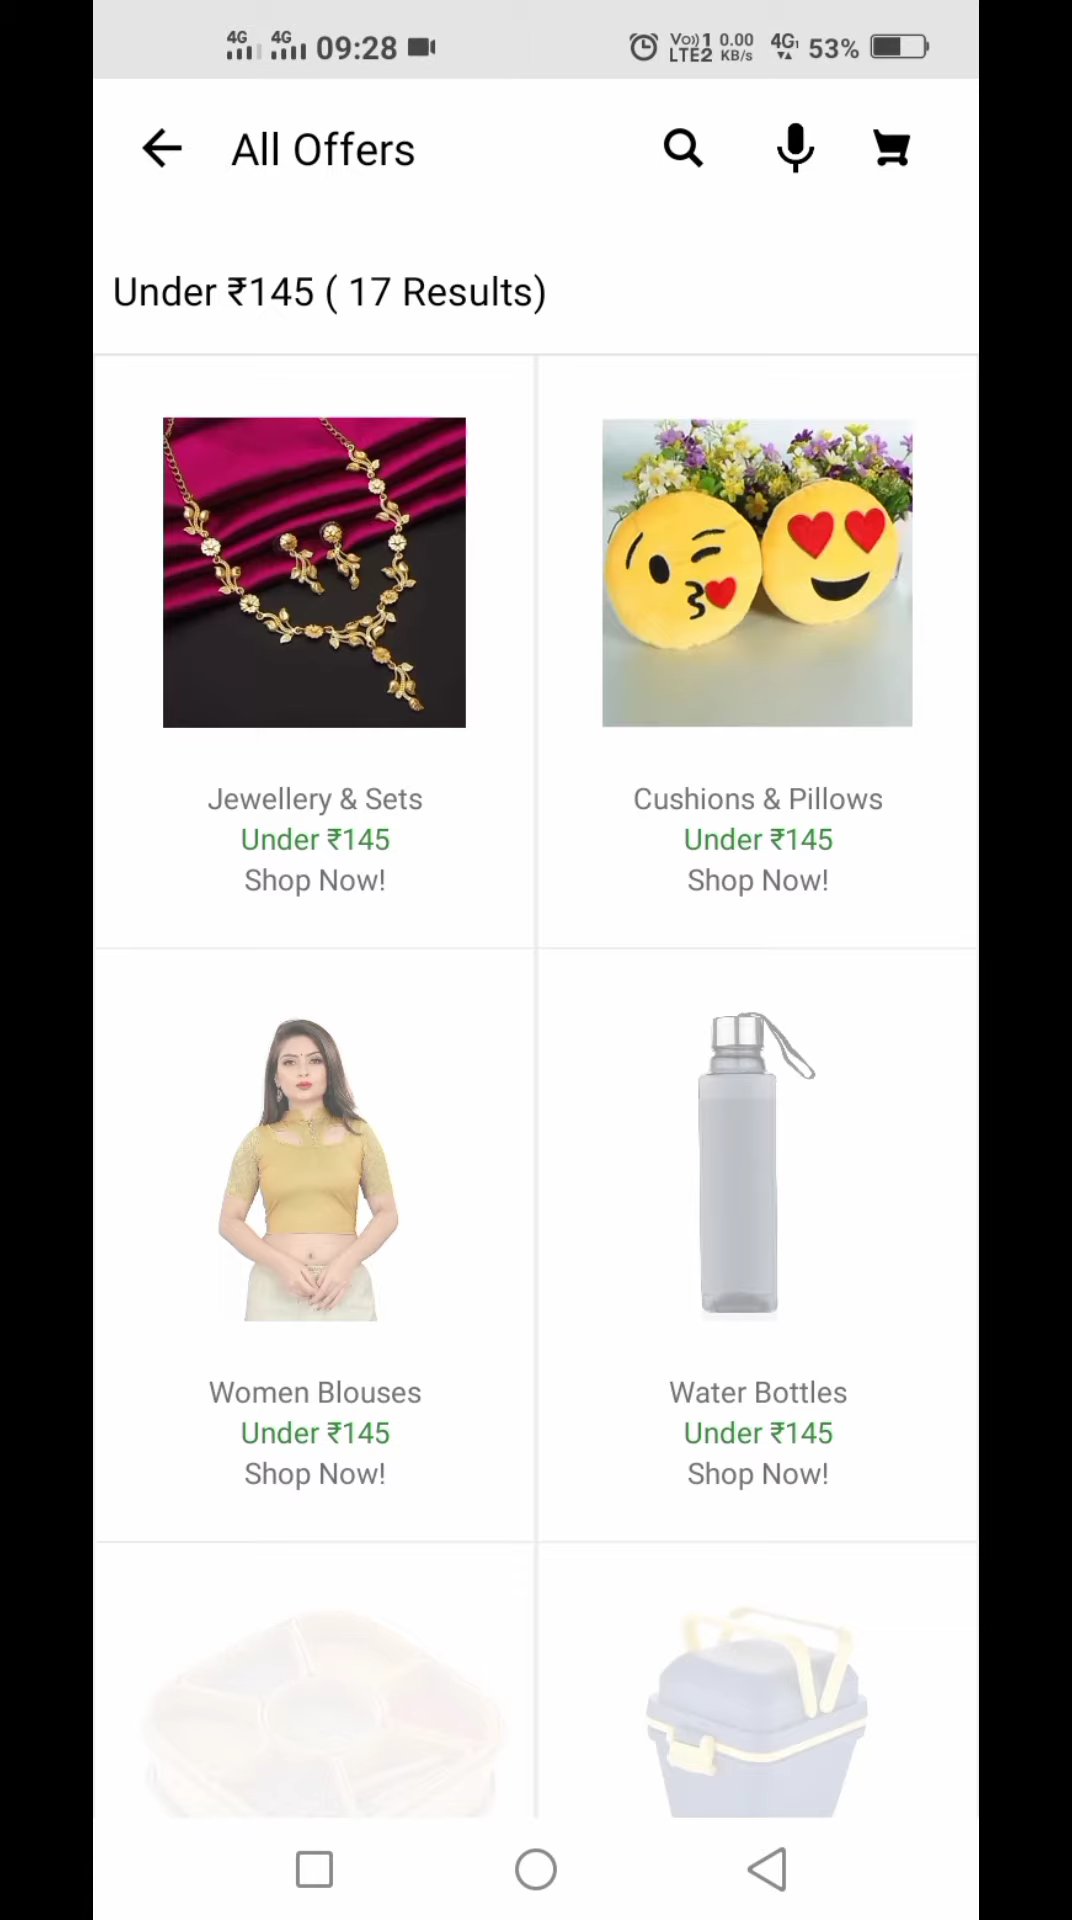 4G 4G 09:28 Vo))1 LTE2 0.00 KB/s 4G1 53%
All Offers
Under ₹145 ( 17 Results)
Jewellery & Sets
Under ₹145
Shop Now!
Cushions & Pillows
Under ₹145
Shop Now!
Women Blouses
Under ₹145
Shop Now!
Water Bottles
Under ₹145
Shop Now!